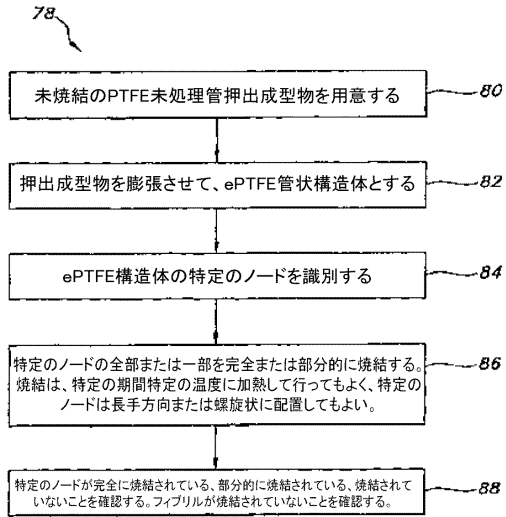 78
未焼結のPTFE未処理管押出成型物を用意する
80
押出成型物を膨張させて、ePTFE管状構造体とする
82
ePTFE構造体の特定のノードを識別する
84
特定のノードの全部または一部を完全または部分的に焼結する。
焼結は、特定の期間特定の温度に加熱して行ってもよく、特定の
ノードは長手方向または螺旋状に配置してもよい。
86
特定のノードが完全に焼結されている、部分的に焼結されている、焼結されて
いないことを確認する。フィブリルが焼結されていないことを確認する。
88